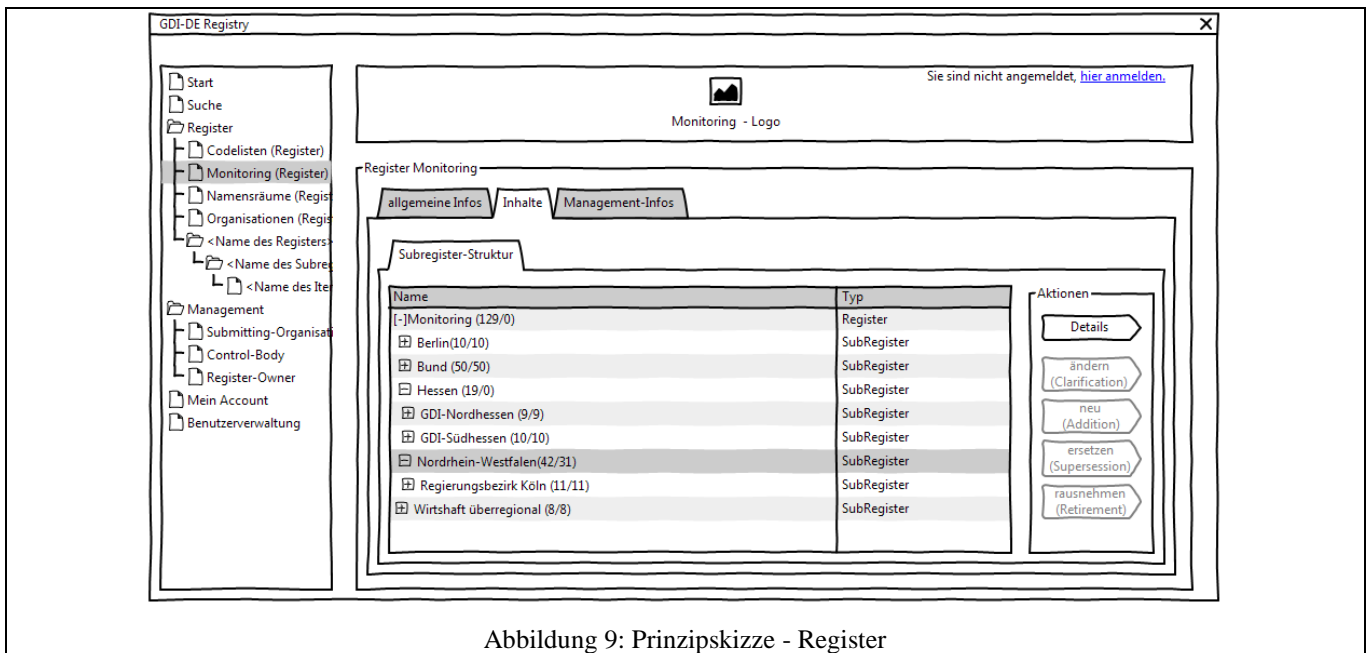 GDI-DE Registry
Start
Suche
Register
Codelisten (Register)
Monitoring (Register)
Namensräume (Regist
Organisationen (Regis
<Name des Registers>
<Name des Subreg
<Name des Iter
Management
Submitting-Organisati
Control-Body
Register-Owner
Mein Account
Benutzerverwaltung
Sie sind nicht angemeldet, hier anmelden.
Monitoring - Logo
Register Monitoring
allgemeine Infos Inhalte Management-Infos
Subregister-Struktur
Name Typ
[-]Monitoring (129/0) Register
Berlin(10/10) SubRegister
Bund (50/50) SubRegister
Hessen (19/0) SubRegister
GDI-Nordhessen (9/9) SubRegister
GDI-Südhessen (10/10) SubRegister
Nordrhein-Westfalen(42/31) SubRegister
Regierungsbezirk Köln (11/11) SubRegister
Wirtshaft überregional (8/8) SubRegister
Aktionen
Details
ändern
(Clarification)
neu
(Addition)
ersetzen
(Supersession)
rausnehmen
(Retirement)
Abbildung 9: Prinzipskizze - Register